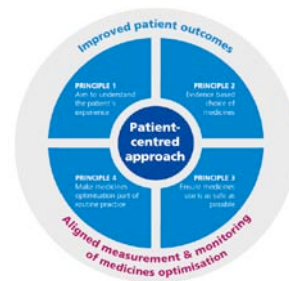 Improved patient outcomes
PRINCIPLE 1
Aim to understand
the patient's
experience
PRINCIPLE 2
Evidence based
choice of
medicines
Patient-
centred
approach
PRINCIPLE 4
Make medicines
optimisation part of
routine practice
PRINCIPLE 3
Ensure medicines
use is as safe as
possible
Aligned measurement & monitoring
of medicines optimisation